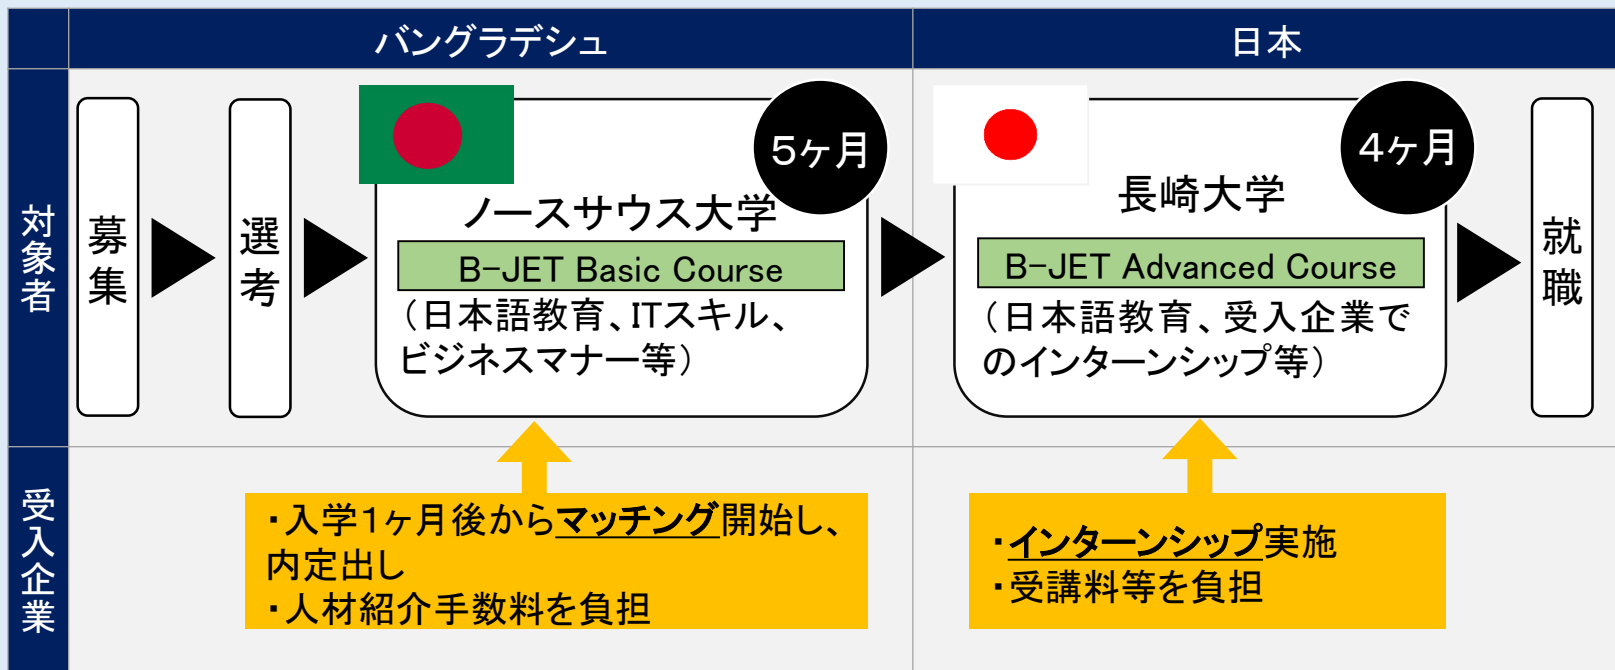 バングラデシュ
日本
対象者
募集
選考
5ヶ月
ノースサウス大学
B-JET Basic Course
（日本語教育、ITスキル、
ビジネスマナー等）
4ヶ月
長崎大学
B-JET Advanced Course
（日本語教育、受入企業で
のインターンシップ等）
就職
受入企業
・入学1ヶ月後からマッチング開始し、
内定出し
・人材紹介手数料を負担
・インターンシップ実施
・受講料等を負担